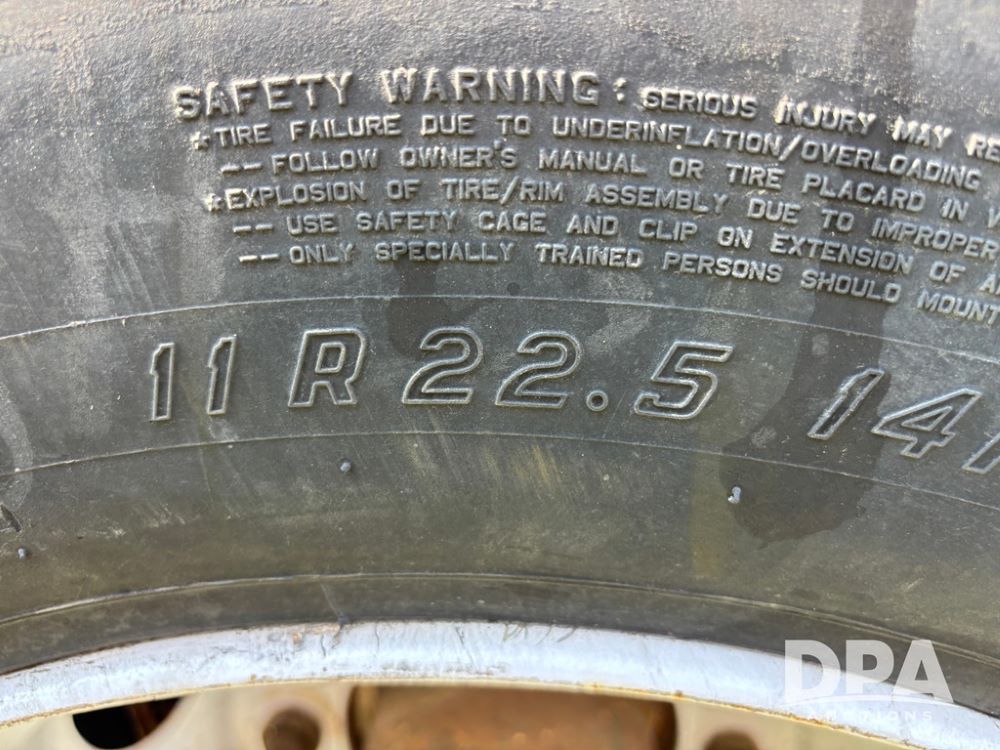 SAFETY WARNING: SERIOUS INJURY MAY RE
*TIRE FAILURE DUE TO UNDERINFLATION/OVERLOADING
-- FOLLOW OWNER'S MANUAL OR TIRE PLACARD IN V
*EXPLOSION OF TIRE/RIM ASSEMBLY DUE TO IMPROPER
-- USE SAFETY CAGE AND CLIP ON EXTENSION OF A
-- ONLY SPECIALLY TRAINED PERSONS SHOULD MOUNT
11 R 22.5 14
DPA